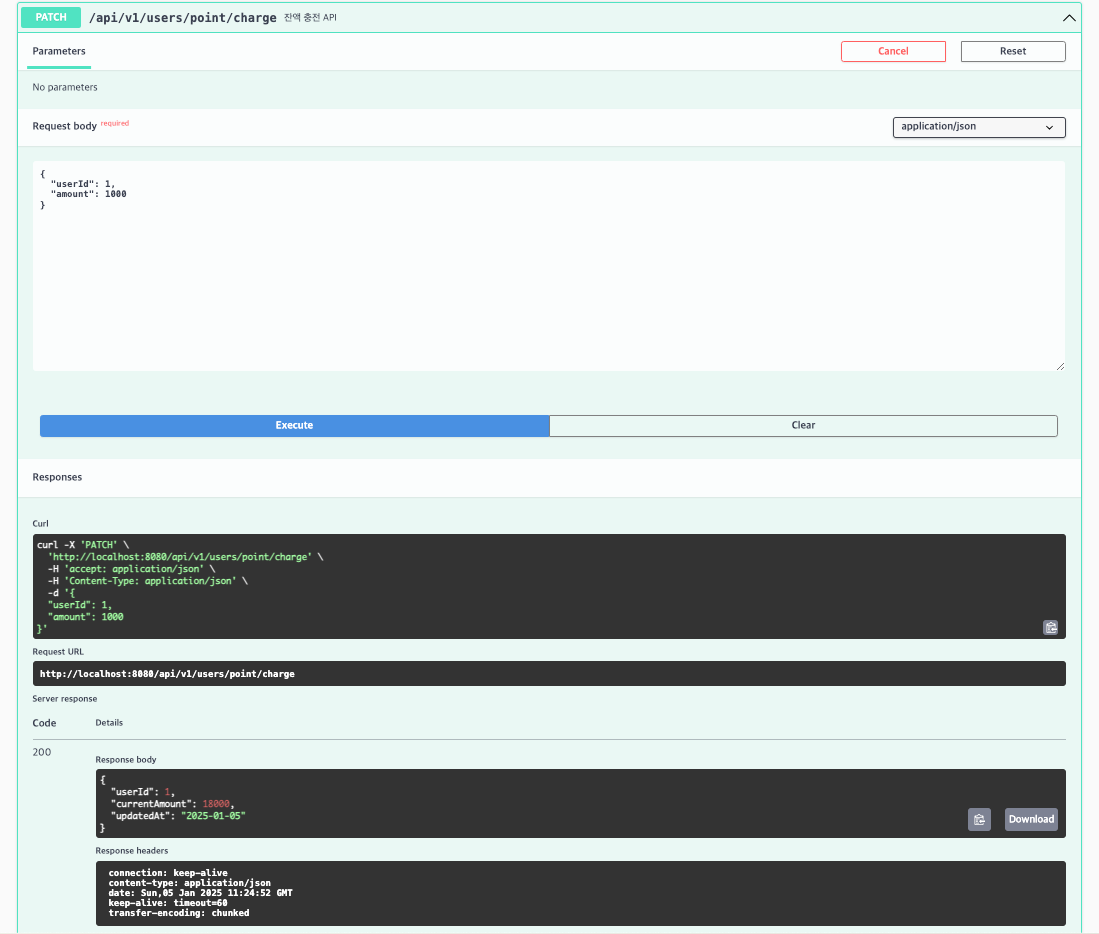 PATCH /api/v1/users/point/charge 잔액 충전 API
Parameters Cancel Reset
No parameters
Request body required application/json
{
"userId": 1,
"amount": 1000
}
Execute Clear
Responses
Curl
curl -X 'PATCH' \
'http://localhost:8080/api/v1/users/point/charge' \
-H 'accept: application/json' \
-H 'Content-Type: application/json' \
-d '{
"userId": 1,
"amount": 1000
}'
Request URL
http://localhost:8080/api/v1/users/point/charge
Server response
Code Details
200
Response body
{
"userId": 1,
"currentAmount": 18000,
"updatedAt": "2025-01-05"
}
Download
Response headers
connection: keep-alive
content-type: application/json
date: Sun,05 Jan 2025 11:24:52 GMT
keep-alive: timeout=60
transfer-encoding: chunked